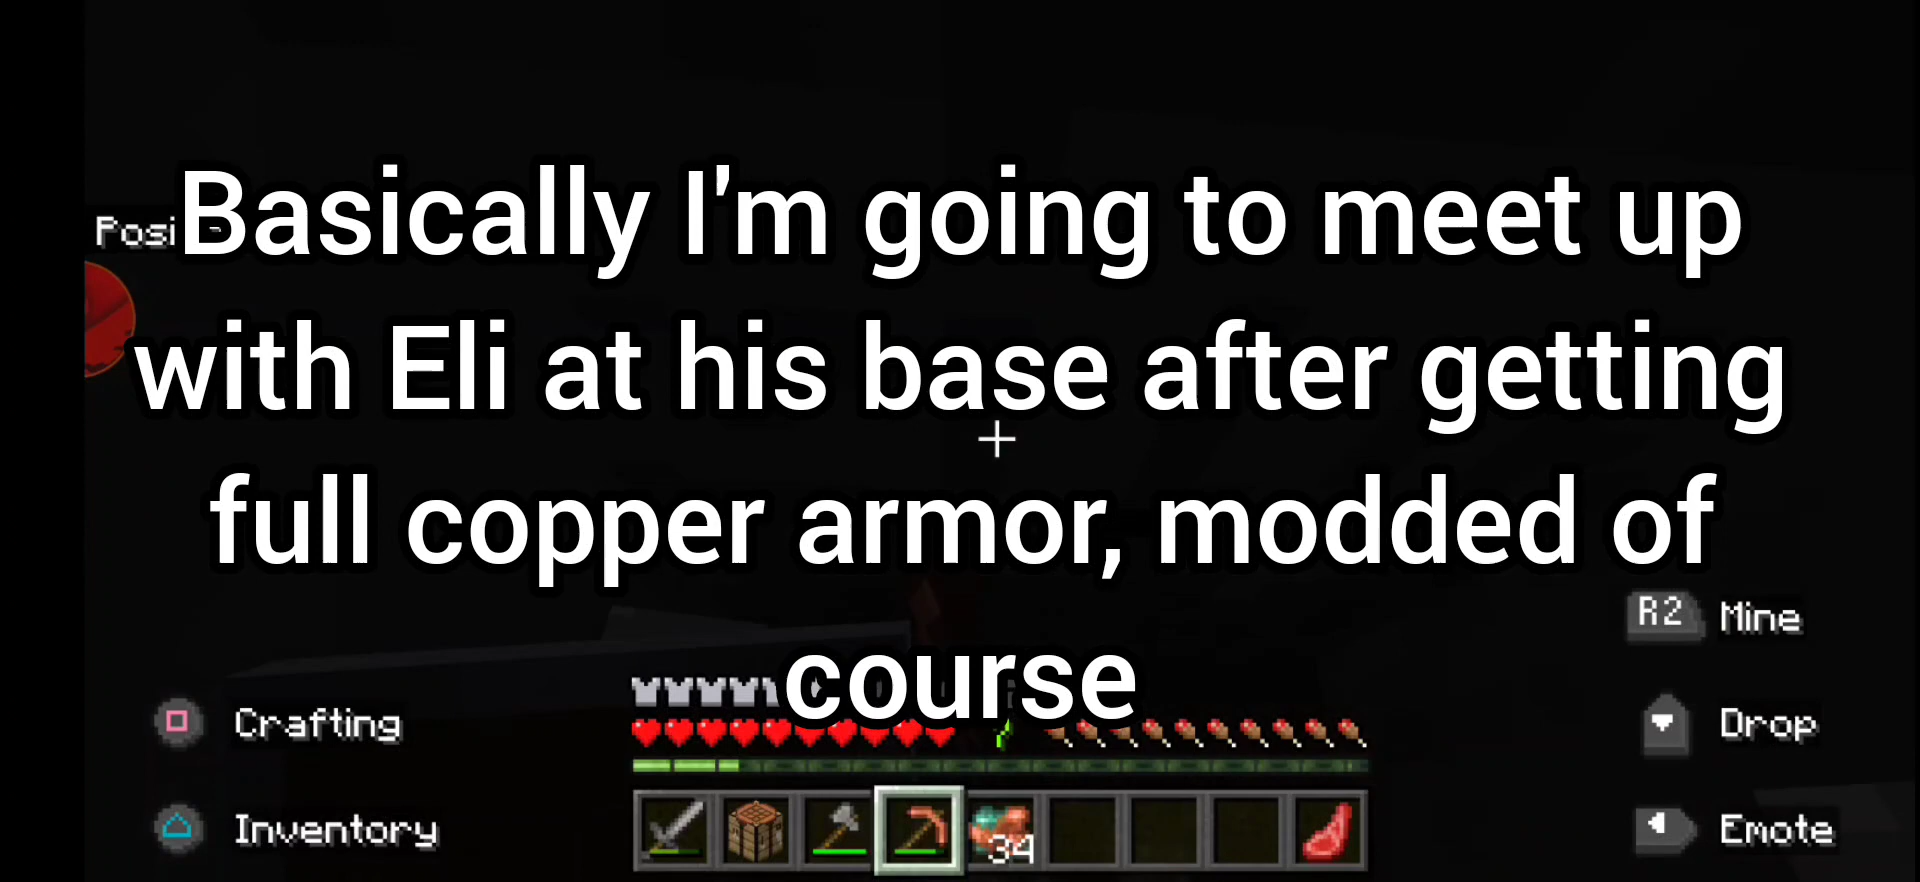 Basically I'm going to meet up
Posi
with Eli at his base after getting
full copper armor, modded of
course
R2 Mine
Crafting
Drop
Inventory
Emote
34